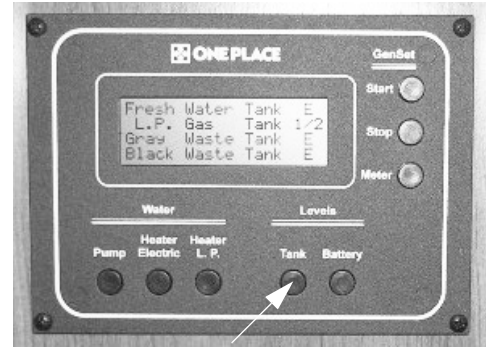 ONE PLACE
GenSet
Start
Fresh Water Tank E
L.P. Gas Tank 1/2
Gray Waste Tank E
Black Waste Tank E
Stop
Meter
Water
Levels
Pump
Heater Electric
Heater L. P.
Tank
Battery